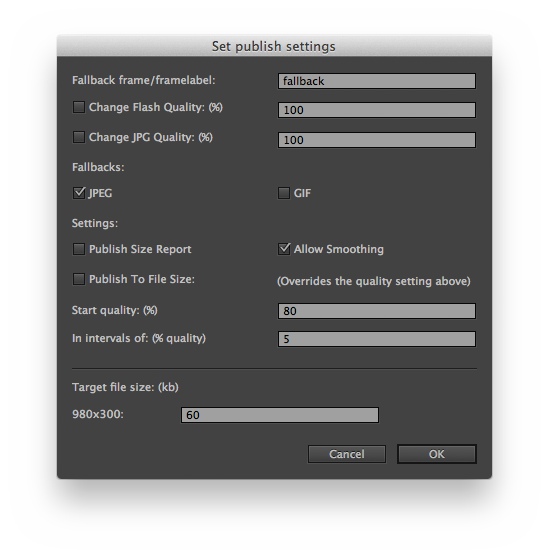 Set publish settings
Fallback frame/framelabel: fallback
Change Flash Quality: (%) 100
Change JPG Quality: (%) 100
Fallbacks:
JPEG GIF
Settings:
Publish Size Report Allow Smoothing
Publish To File Size: (Overrides the quality setting above)
Start quality: (%) 80
In intervals of: (% quality) 5
Target file size: (kb)
980x300: 60
Cancel OK